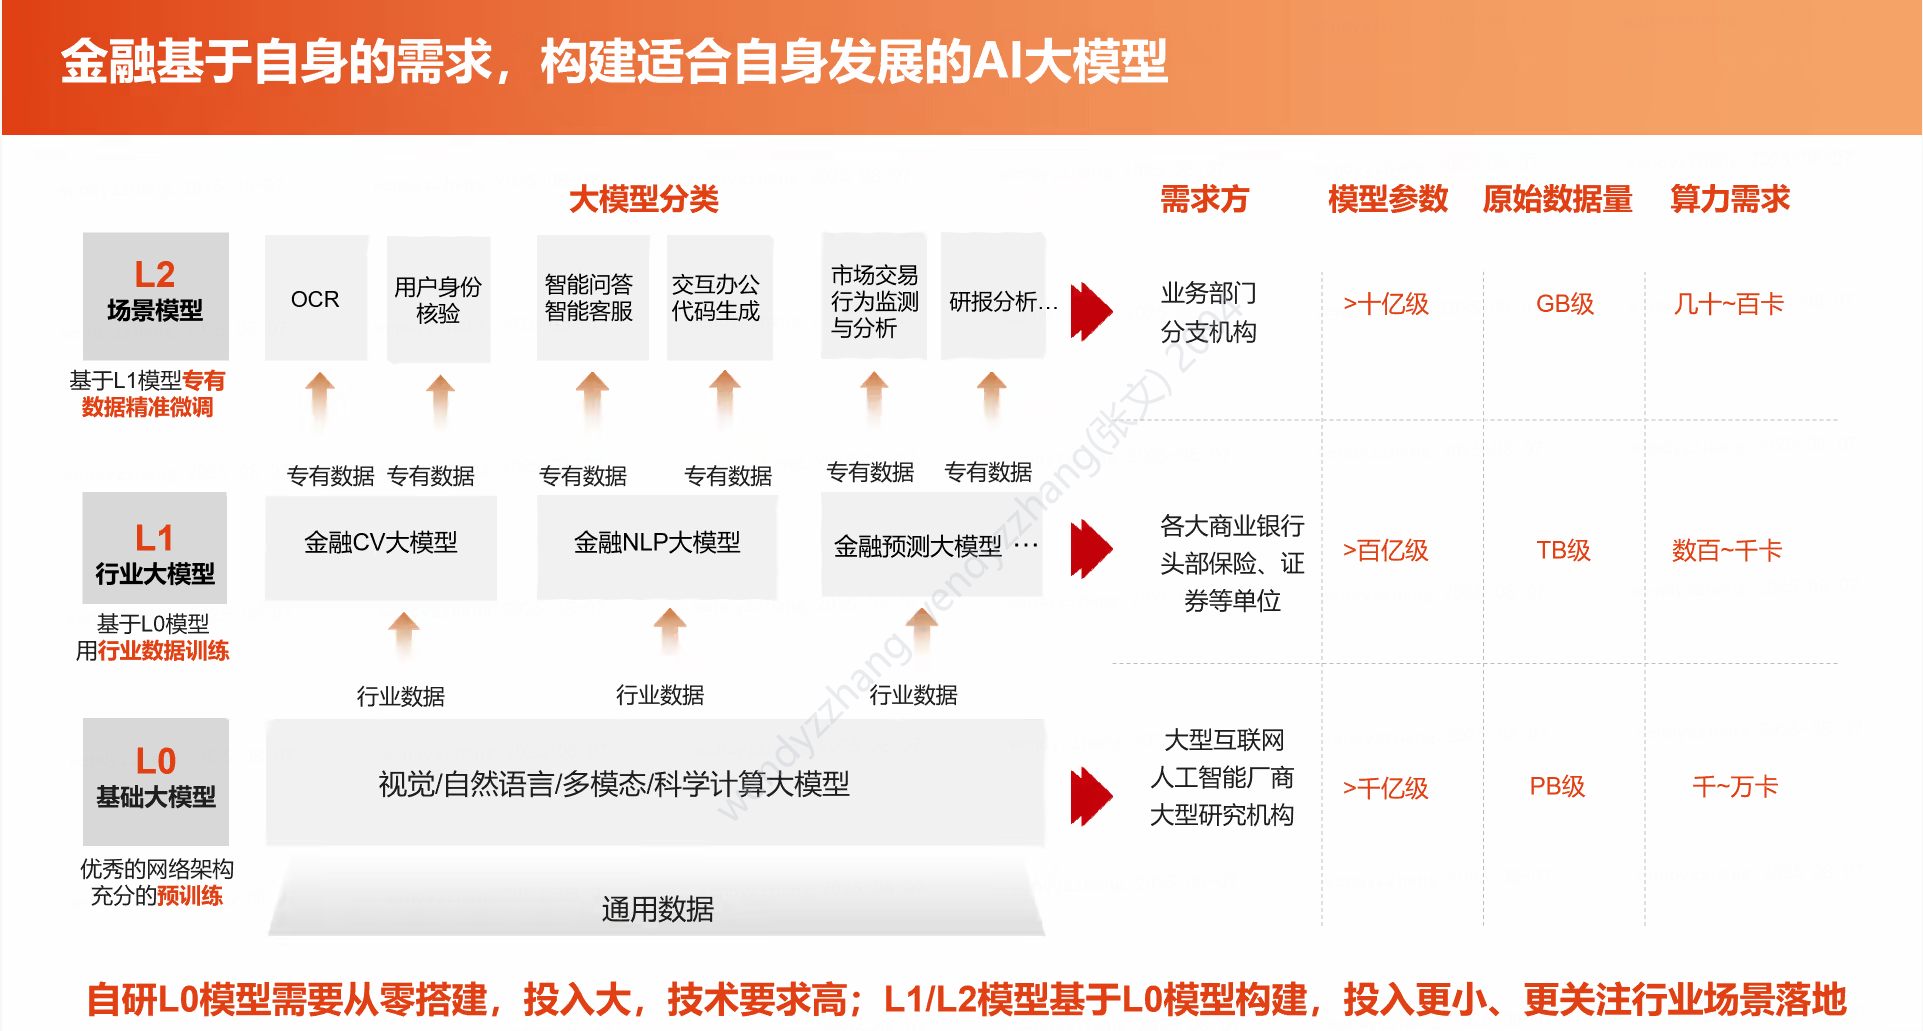 金融基于自身的需求，构建适合自身发展的AI大模型
大模型分类
需求方
模型参数
原始数据量
算力需求
L2
场景模型
基于L1模型专有
数据精准微调
OCR
用户身份
核验
智能问答
智能客服
交互办公
代码生成
市场交易
行为监测
与分析
研报分析...
业务部门
分支机构
>十亿级
GB级
几十~百卡
专有数据
专有数据
专有数据
专有数据
专有数据
专有数据
L1
行业大模型
基于L0模型
用行业数据训练
金融CV大模型
金融NLP大模型
金融预测大模型 ···
各大商业银行
头部保险、证
券等单位
>百亿级
TB级
数百~千卡
行业数据
行业数据
行业数据
L0
基础大模型
优秀的网络架构
充分的预训练
视觉/自然语言/多模态/科学计算大模型
通用数据
大型互联网
人工智能厂商
大型研究机构
>千亿级
PB级
千~万卡
自研L0模型需要从零搭建，投入大，技术要求高；L1/L2模型基于L0模型构建，投入更小、更关注行业场景落地
wendyzzhang wendyzzhang(张文) 2094